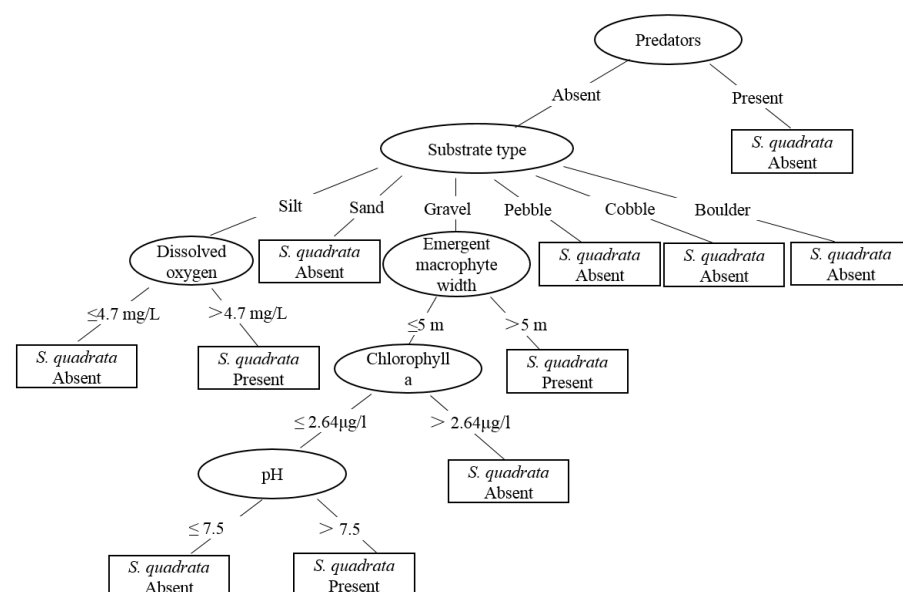 Predators
Absent
Present
S. quadrata
Absent
Substrate type
Silt
Sand
Gravel
Pebble
Cobble
Boulder
Dissolved
oxygen
S. quadrata
Absent
Emergent
macrophyte
width
S. quadrata
Absent
S. quadrata
Absent
S. quadrata
Absent
≤4.7 mg/L
>4.7 mg/L
≤5 m
>5 m
S. quadrata
Absent
S. quadrata
Present
Chlorophyll
a
S. quadrata
Present
≤ 2.64μg/l
> 2.64μg/l
pH
S. quadrata
Absent
≤ 7.5
> 7.5
S. quadrata
Absent
S. quadrata
Present